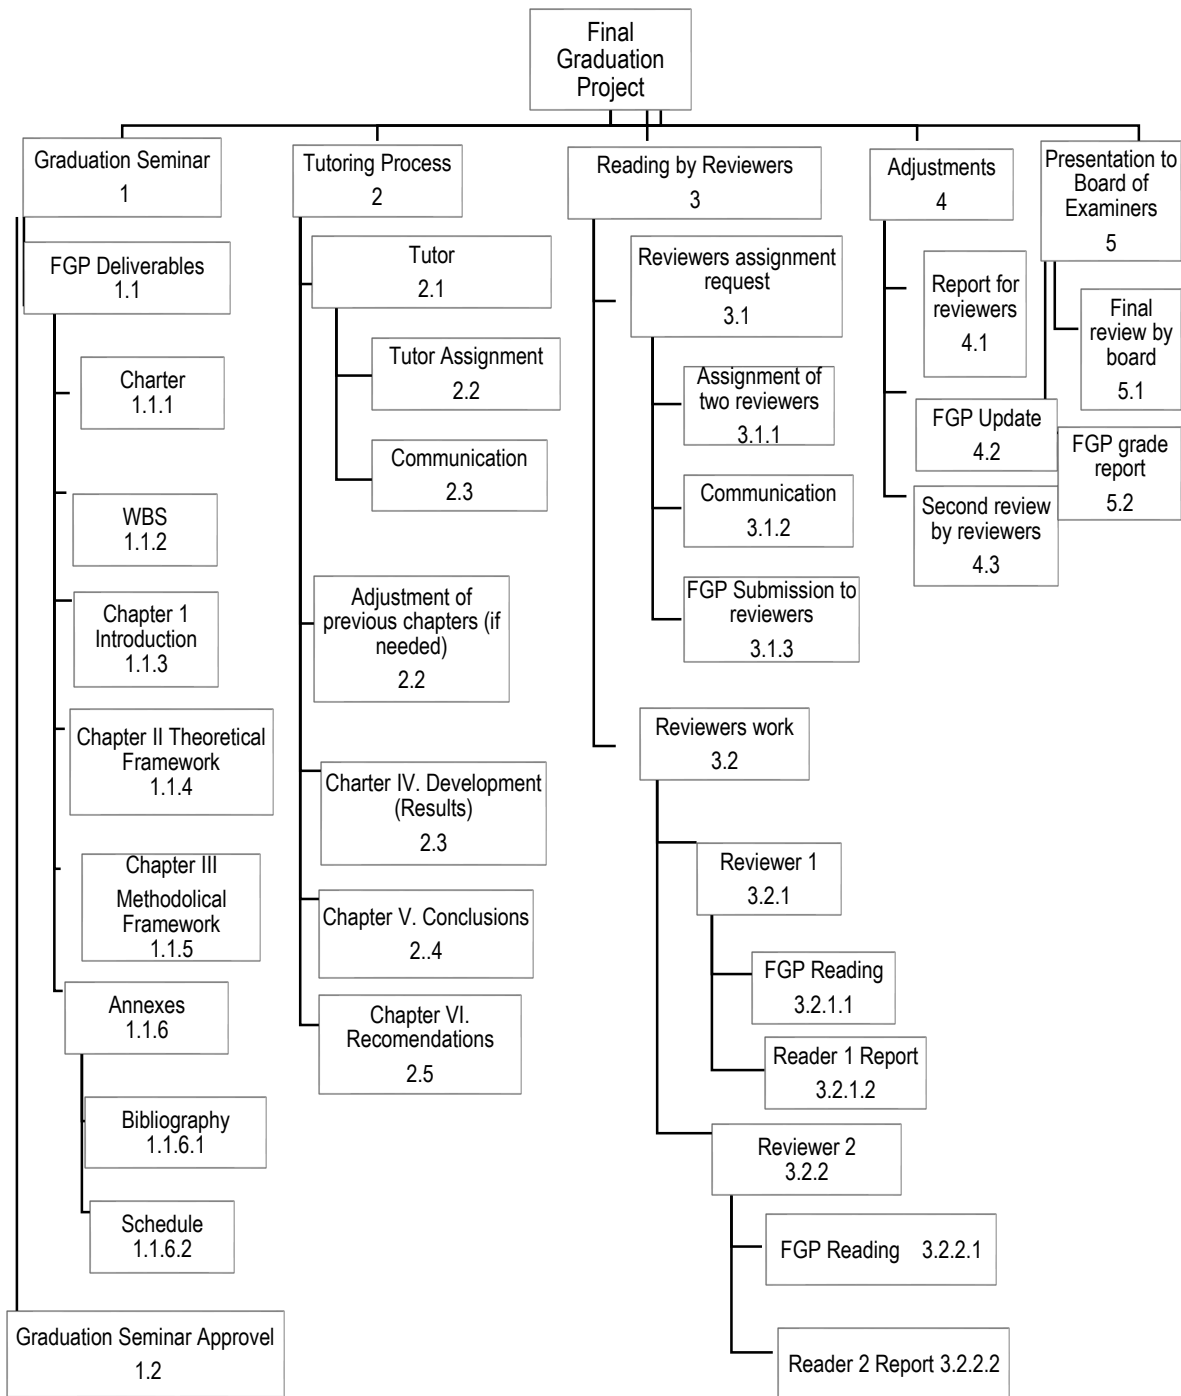 Final
Graduation
Project
Graduation Seminar
1
FGP Deliverables
1.1
Charter
1.1.1
WBS
1.1.2
Chapter 1
Introduction
1.1.3
Chapter II Theoretical
Framework
1.1.4
Chapter III
Methodolical
Framework
1.1.5
Annexes
1.1.6
Bibliography
1.1.6.1
Schedule
1.1.6.2
Graduation Seminar Approvel
1.2
Tutoring Process
2
Tutor
2.1
Tutor Assignment
2.2
Communication
2.3
Adjustment of
previous chapters (if
needed)
2.2
Charter IV. Development
(Results)
2.3
Chapter V. Conclusions
2..4
Chapter VI.
Recomendations
2.5
Reading by Reviewers
3
Reviewers assignment
request
3.1
Assignment of
two reviewers
3.1.1
Communication
3.1.2
FGP Submission to
reviewers
3.1.3
Reviewers work
3.2
Reviewer 1
3.2.1
FGP Reading
3.2.1.1
Reader 1 Report
3.2.1.2
Reviewer 2
3.2.2
FGP Reading 3.2.2.1
Reader 2 Report 3.2.2.2
Adjustments
4
Report for
reviewers
4.1
FGP Update
4.2
Second review
by reviewers
4.3
Presentation to
Board of
Examiners
5
Final
review by
board
5.1
FGP grade
report
5.2